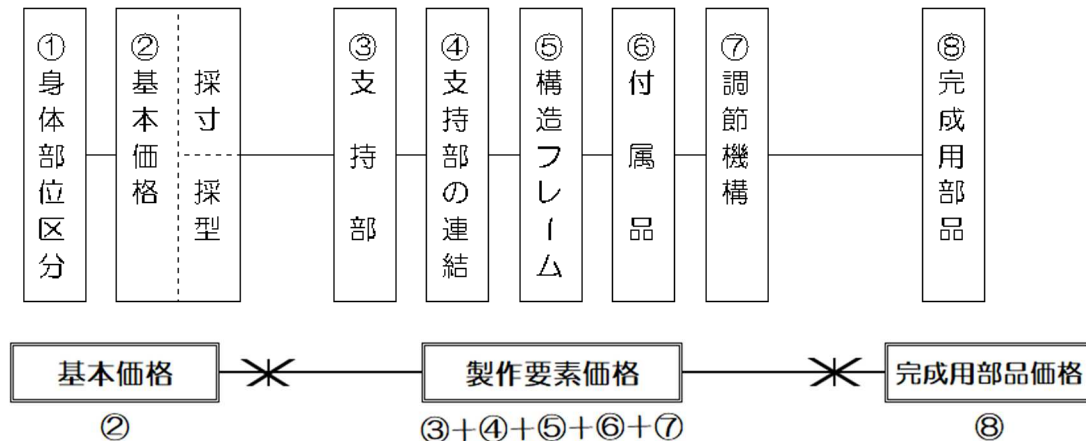 ①身体部位区分
②基本価格
採寸
採型
③支持部
④支持部の連結
⑤構造フレーム
⑥付属品
⑦調節機構
⑧完成用部品
基本価格
製作要素価格
完成用部品価格
②
③+④+⑤+⑥+⑦
⑧